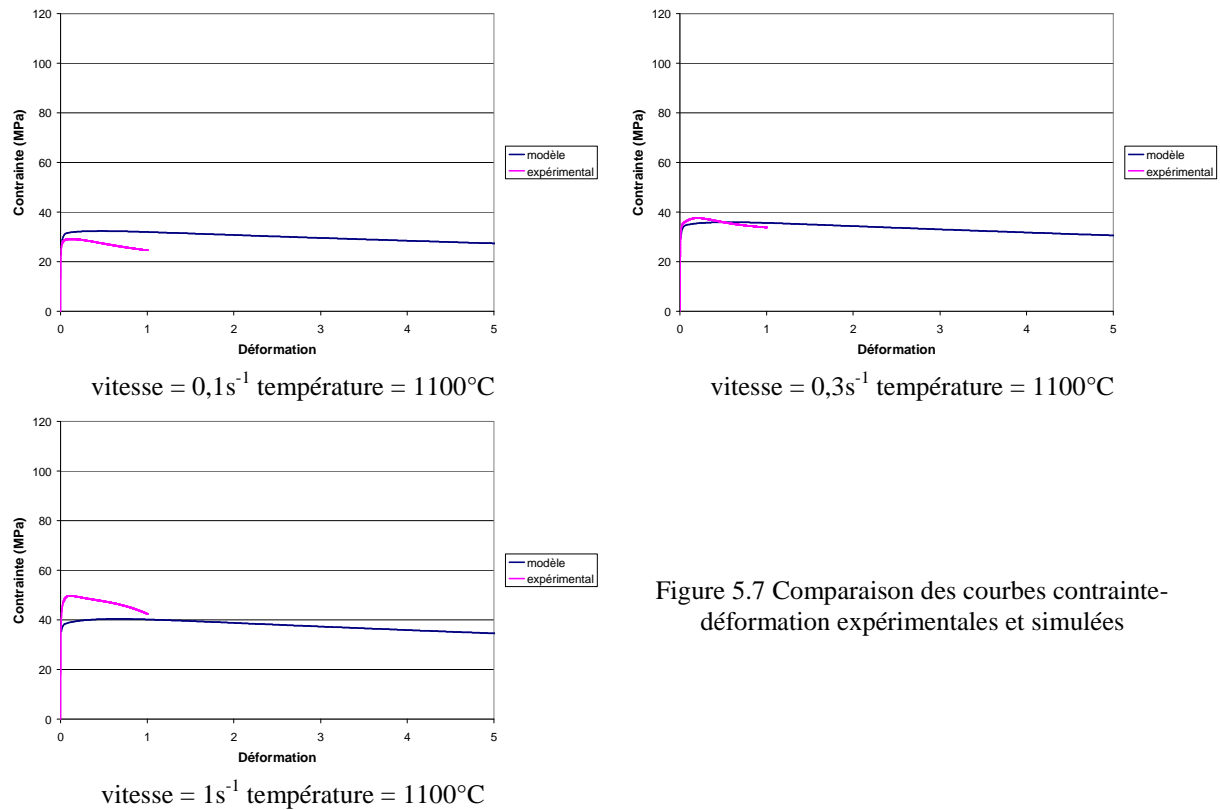 120
100
80
60
40
20
0
Contrainte (MPa)
0 1 2 3 4 5
Déformation
modèle
expérimental
vitesse = 0,1s⁻¹ température = 1100°C
120
100
80
60
40
20
0
Contrainte (MPa)
0 1 2 3 4 5
Déformation
modèle
expérimental
vitesse = 0,3s⁻¹ température = 1100°C
120
100
80
60
40
20
0
Contrainte (MPa)
0 1 2 3 4 5
Déformation
modèle
expérimental
vitesse = 1s⁻¹ température = 1100°C
Figure 5.7 Comparaison des courbes contrainte-
déformation expérimentales et simulées